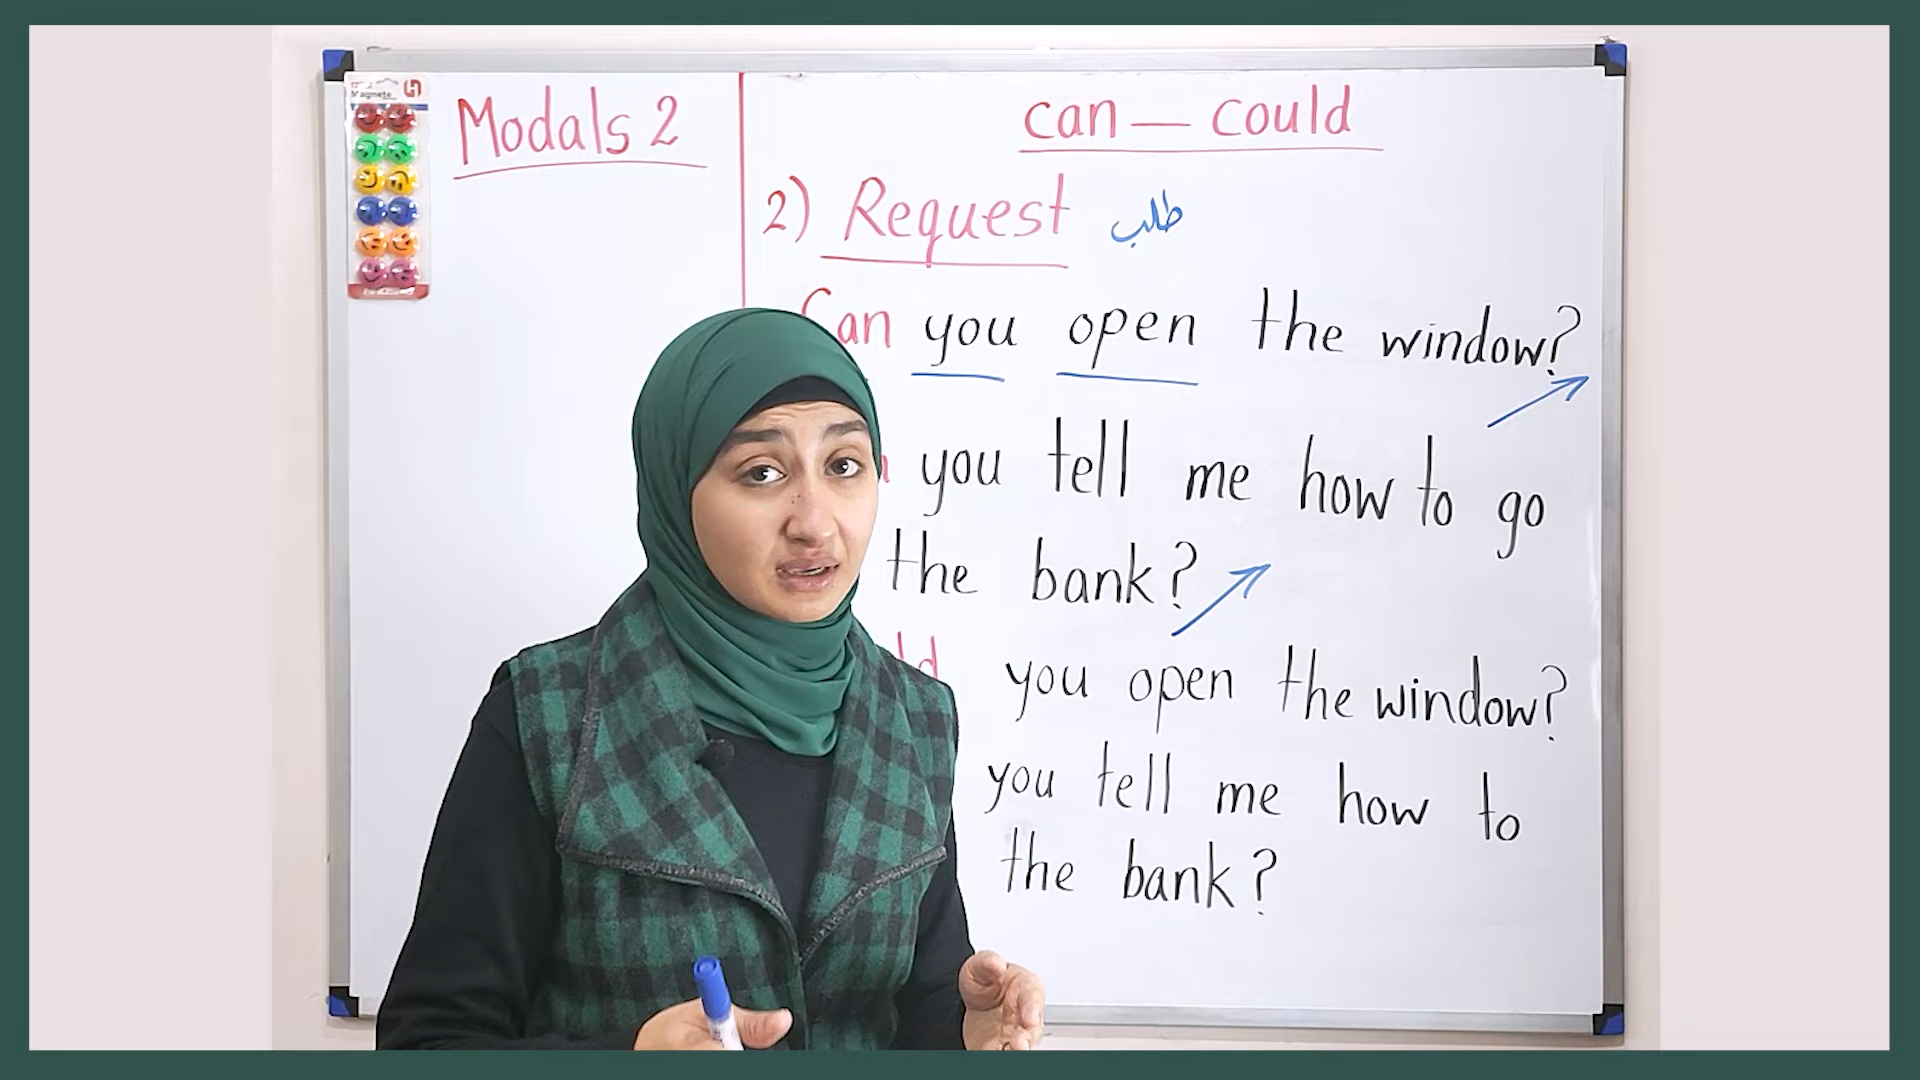 Magnets
Modals 2
can — could
2) Request طلب
Can you open the window?
you tell me how to go
the bank?
you open the window?
you tell me how to
the bank?